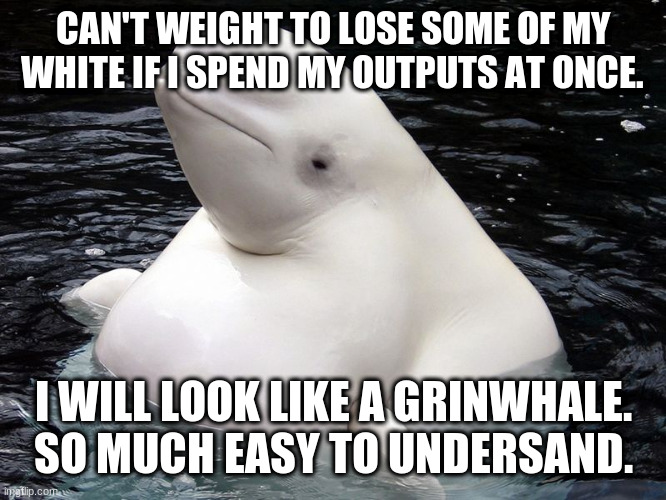 CAN'T WEIGHT TO LOSE SOME OF MY
WHITE IF I SPEND MY OUTPUTS AT ONCE.
I WILL LOOK LIKE A GRINWHALE.
SO MUCH EASY TO UNDERSAND.
imgflip.com